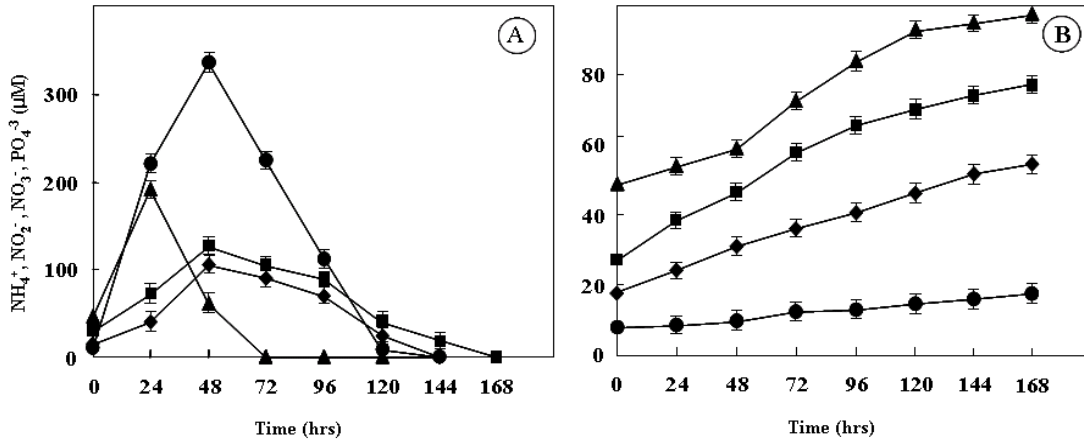 A
NH₄⁺, NO₂⁻, NO₃⁻, PO₄⁻³ (µM)
300
200
100
0
0 24 48 72 96 120 144 168
Time (hrs)
B
80
60
40
20
0
0 24 48 72 96 120 144 168
Time (hrs)